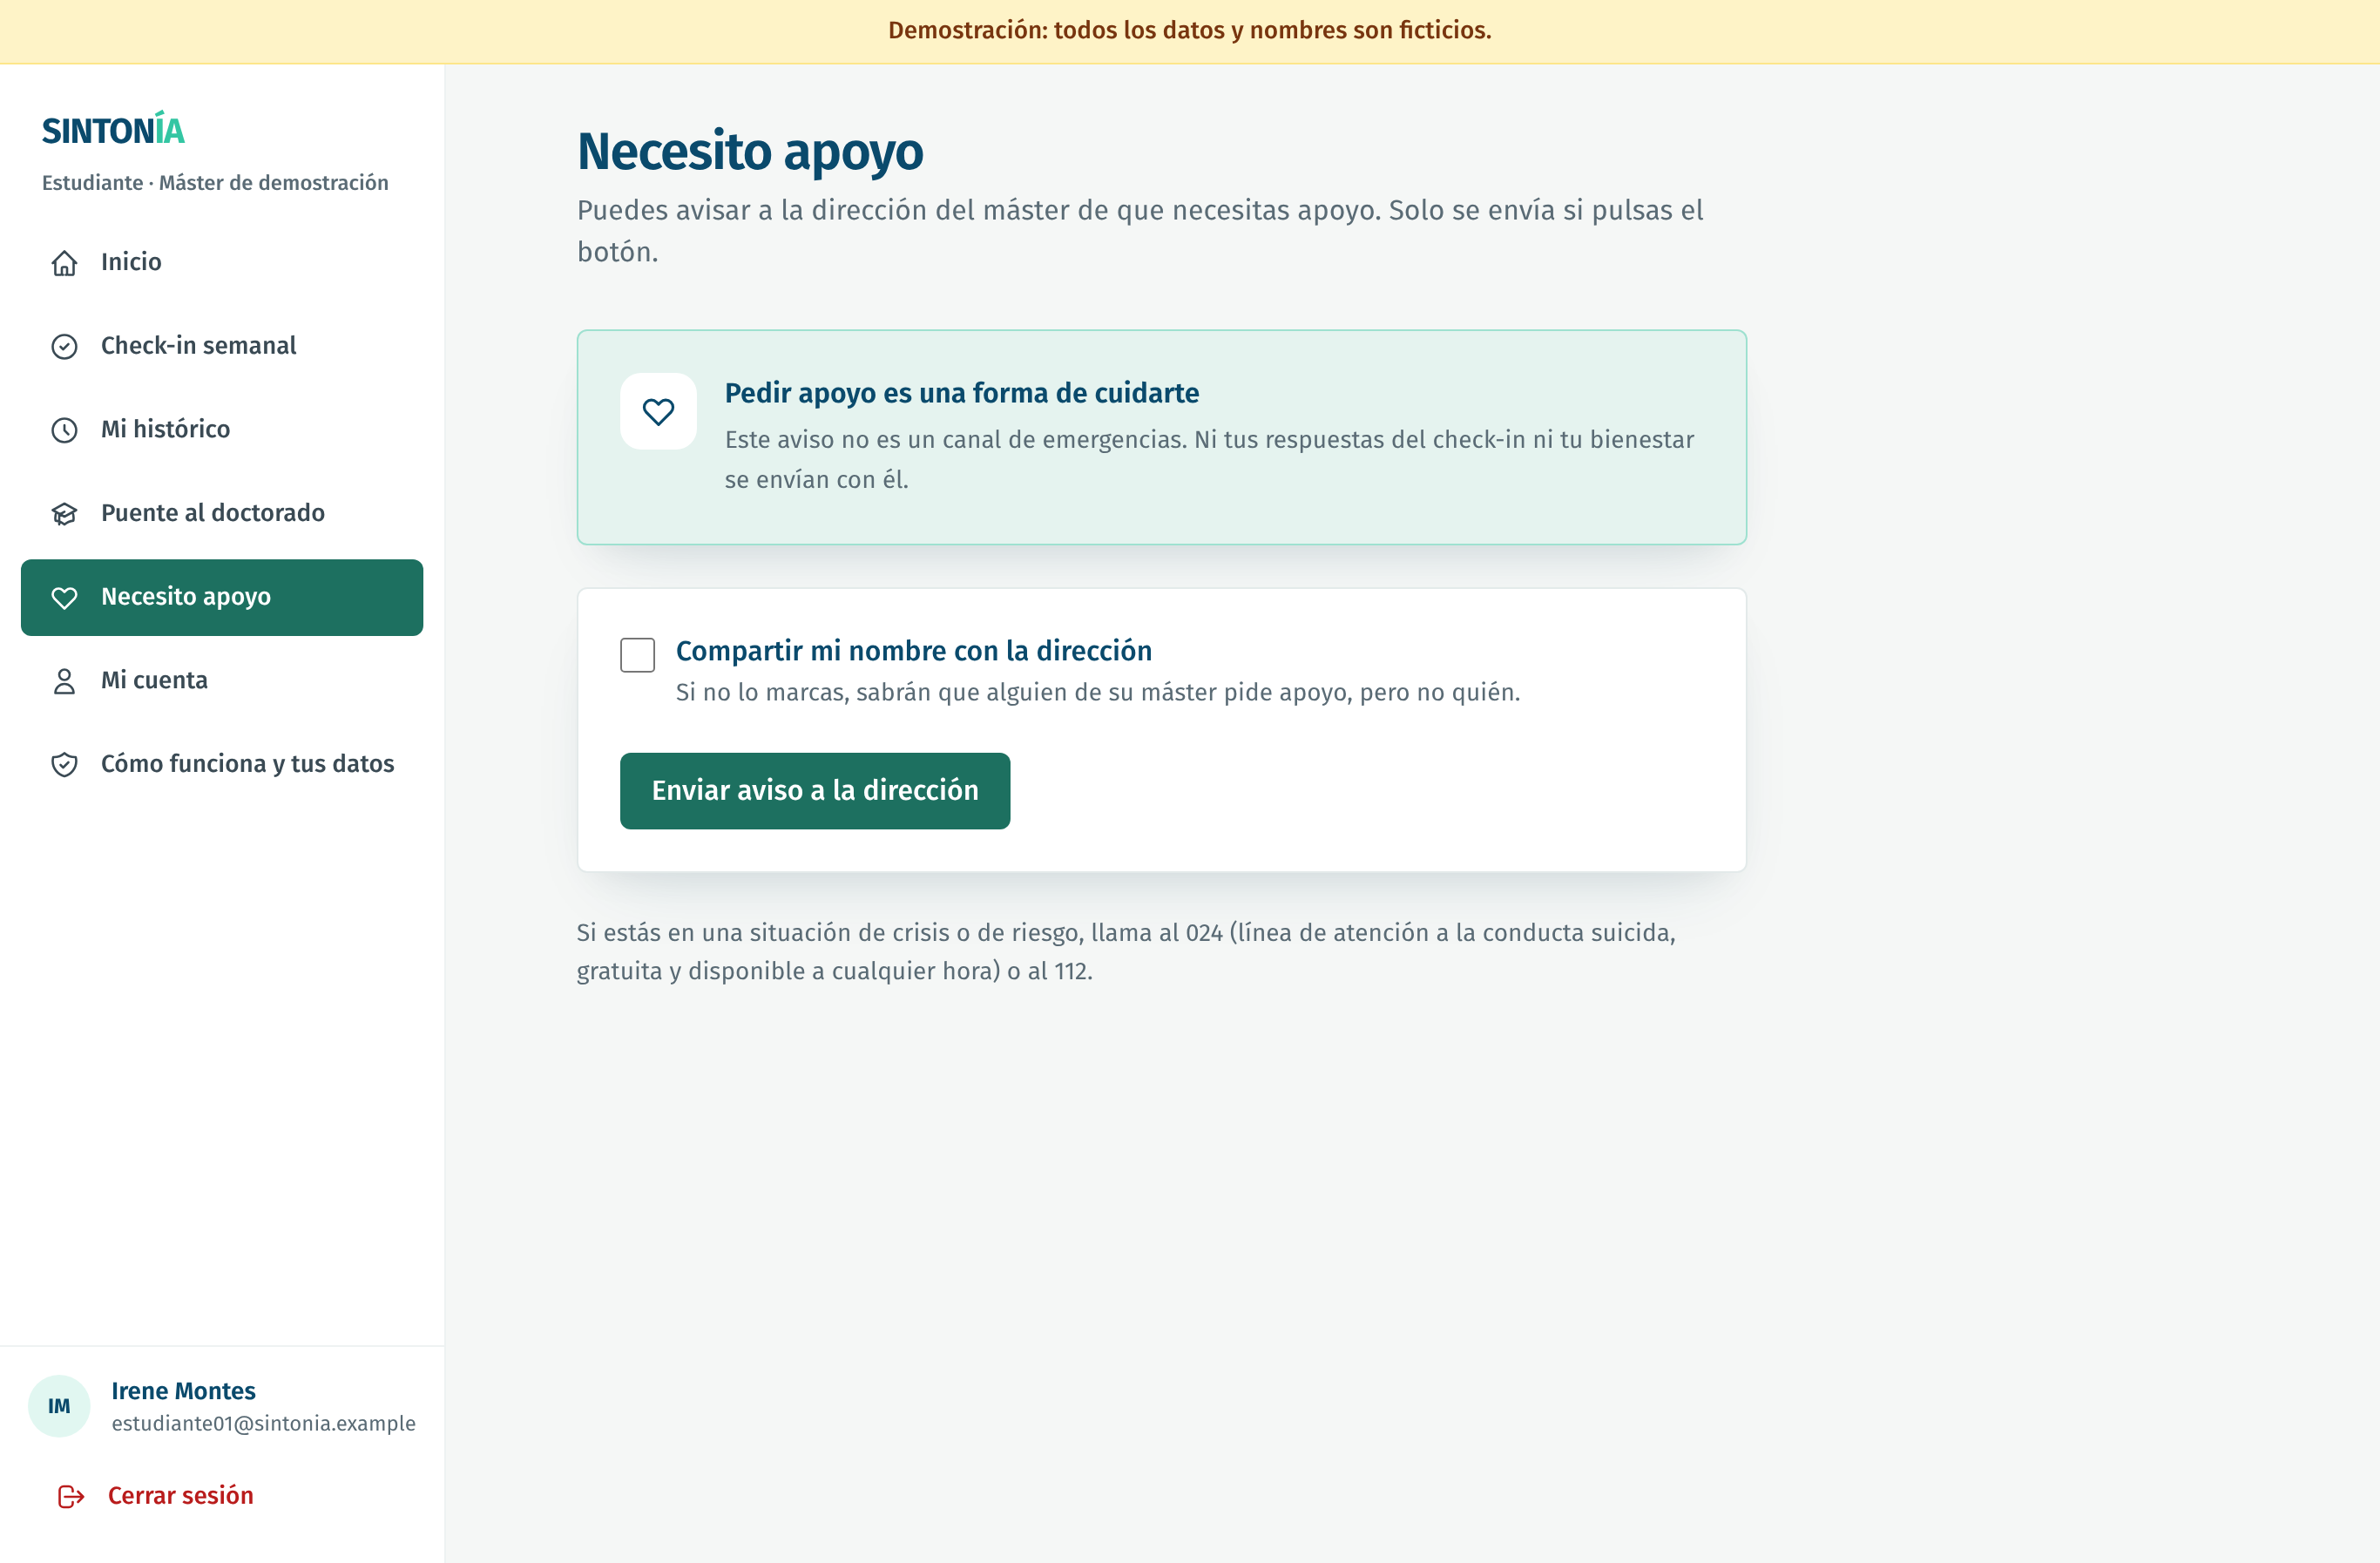 Demostración: todos los datos y nombres son ficticios.
SINTONÍA
Estudiante · Máster de demostración
Inicio
Check-in semanal
Mi histórico
Puente al doctorado
Necesito apoyo
Mi cuenta
Cómo funciona y tus datos
IM
Irene Montes
estudiante01@sintonia.example
Cerrar sesión
Necesito apoyo
Puedes avisar a la dirección del máster de que necesitas apoyo. Solo se envía si pulsas el
botón.
Pedir apoyo es una forma de cuidarte
Este aviso no es un canal de emergencias. Ni tus respuestas del check-in ni tu bienestar
se envían con él.
Compartir mi nombre con la dirección
Si no lo marcas, sabrán que alguien de su máster pide apoyo, pero no quién.
Enviar aviso a la dirección
Si estás en una situación de crisis o de riesgo, llama al 024 (línea de atención a la conducta suicida,
gratuita y disponible a cualquier hora) o al 112.